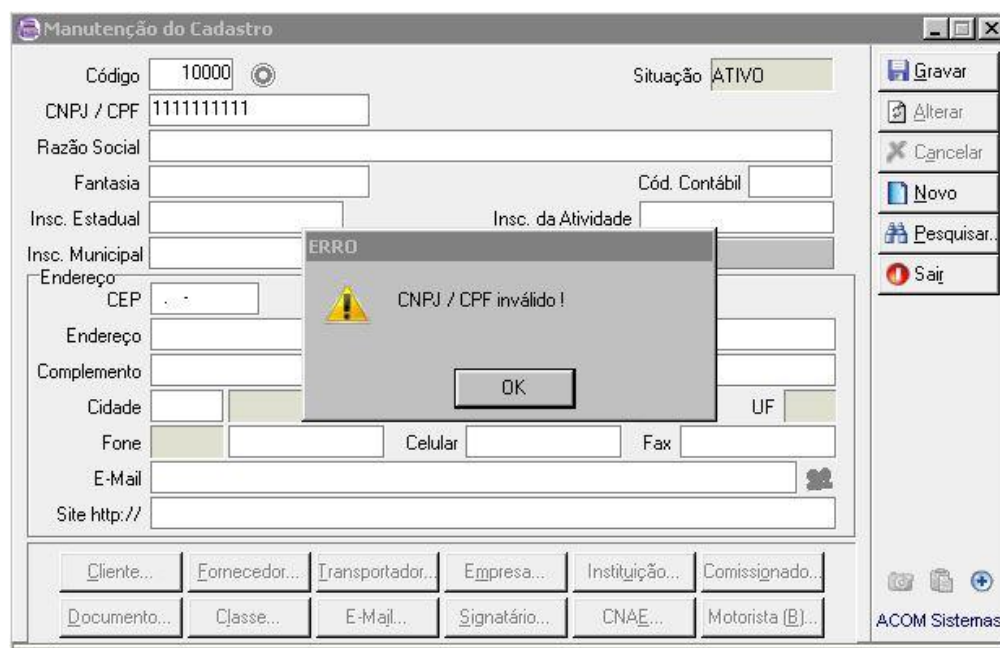 Manutenção do Cadastro
Código 10000 Situação ATIVO
CNPJ / CPF 1111111111
Razão Social
Fantasia Cód. Contábil
Insc. Estadual Insc. da Atividade
Insc. Municipal
Endereço
CEP . -
Endereço
Complemento
Cidade UF
Fone Celular Fax
E-Mail
Site http://
ERRO
CNPJ / CPF inválido !
OK
Cliente... Fornecedor... Transportador... Empresa... Instituição... Comissionado...
Documento... Classe... E-Mail... Signatário... CNAE... Motorista (B)...
Gravar
Alterar
Cancelar
Novo
Pesquisar..
Sair
ACOM Sistemas